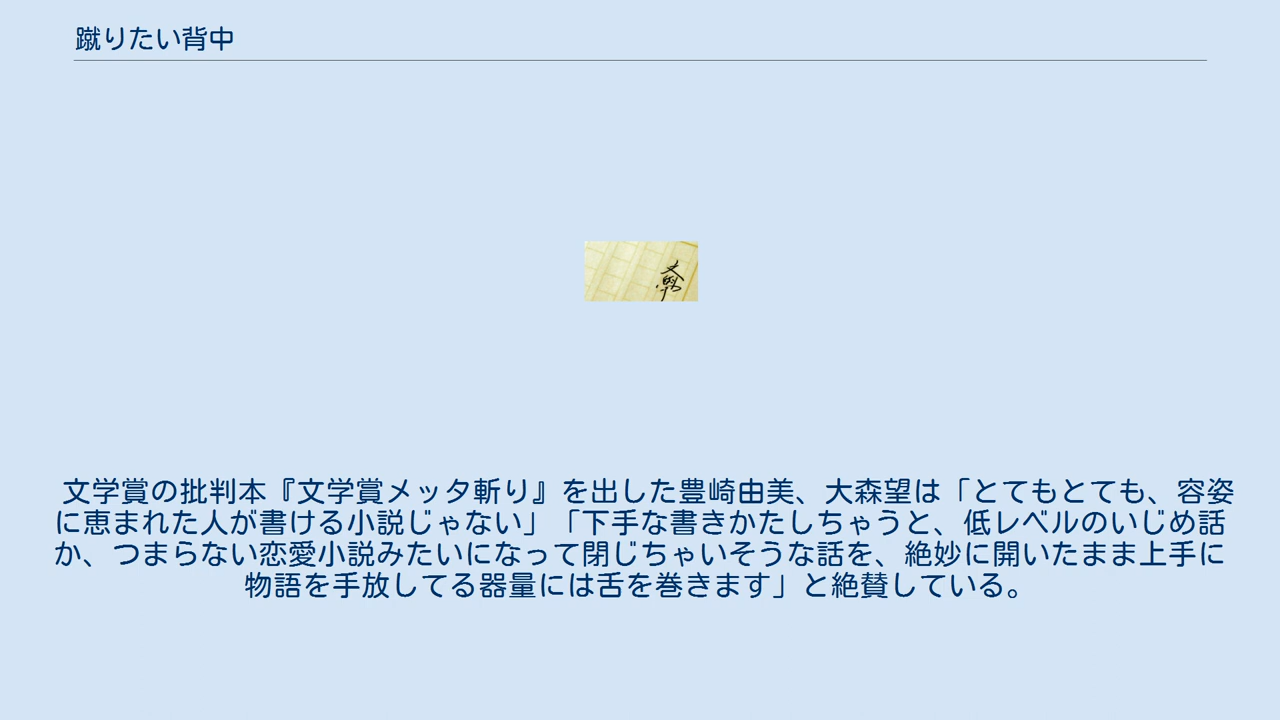 蹴りたい背中
文
文学賞の批判本『文学賞メッタ斬り』を出した豊崎由美、大森望は「とてもとても、容姿
に恵まれた人が書ける小説じゃない」「下手な書きかたしちゃうと、低レベルのいじめ話
か、つまらない恋愛小説みたいになって閉じちゃいそうな話を、絶妙に開いたまま上手に
物語を手放してる器量には舌を巻きます」と絶賛している。